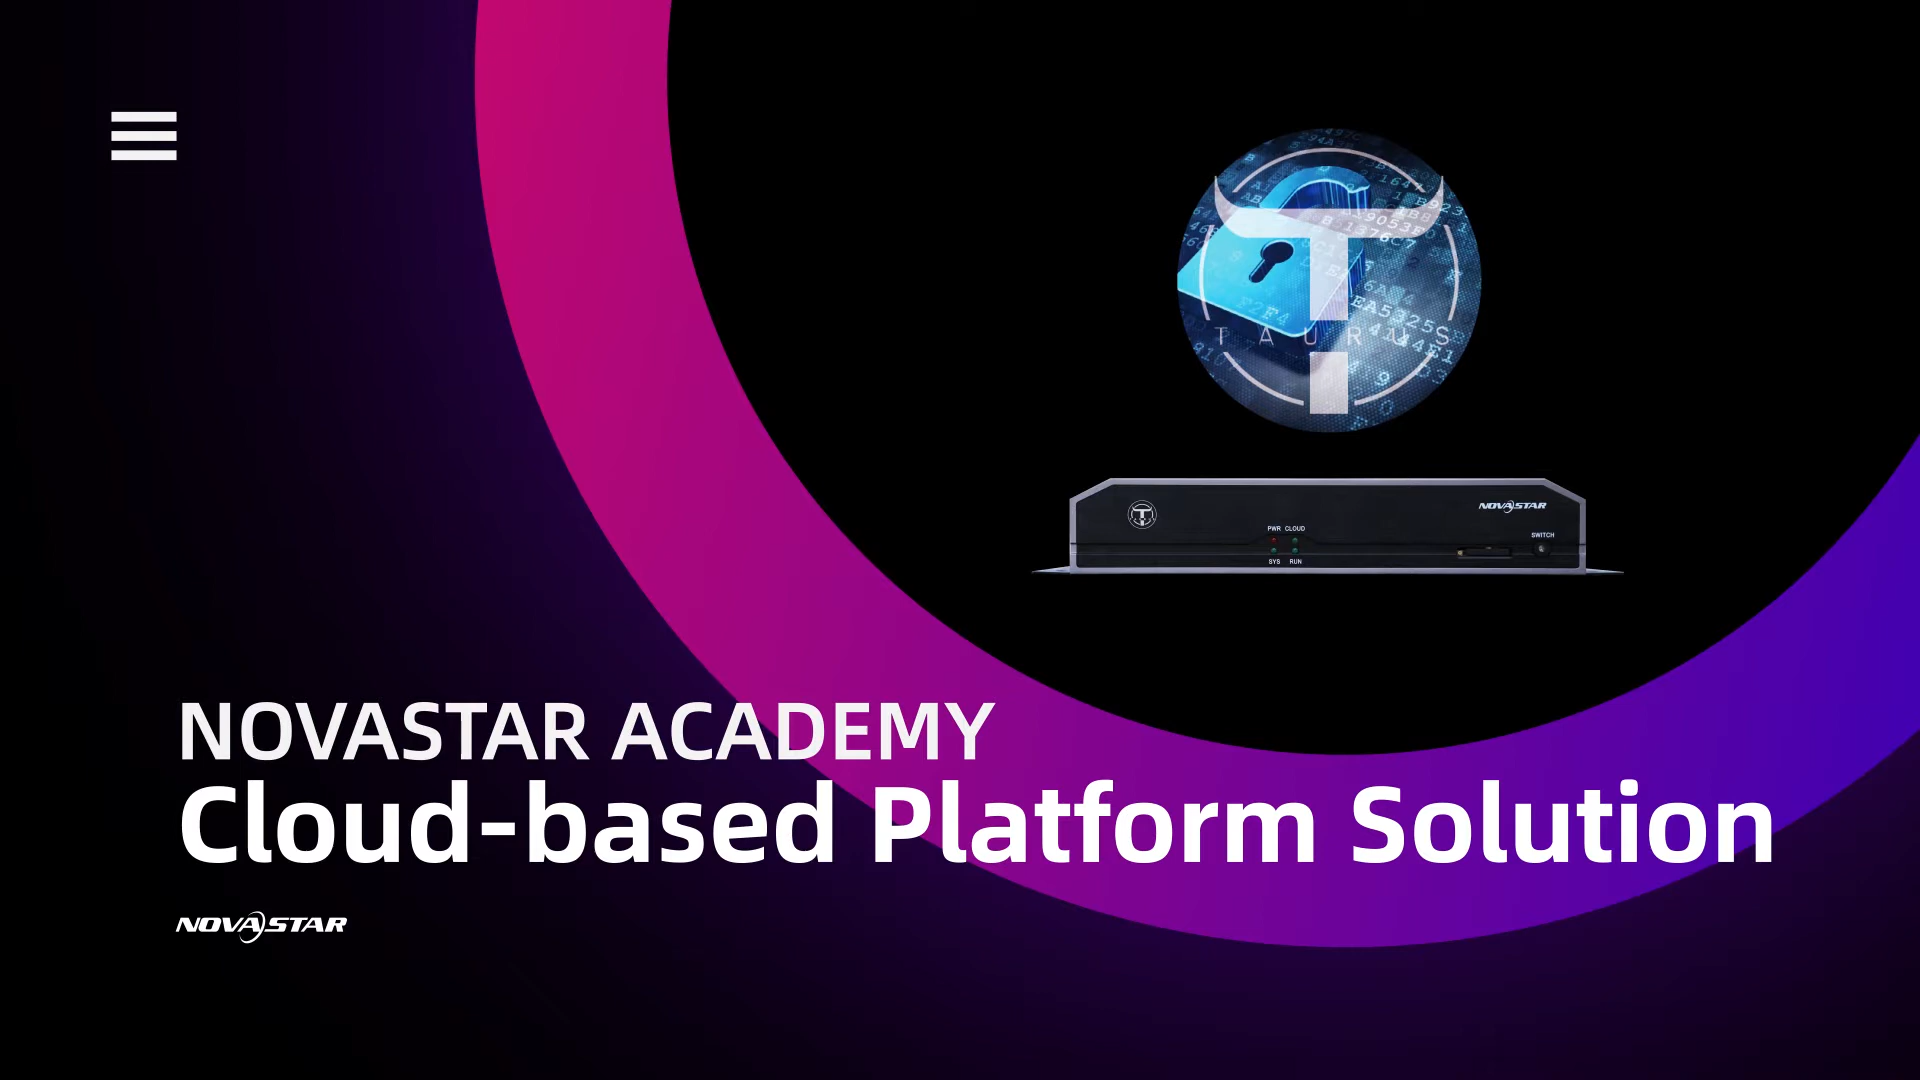 TAURUS
NOVASTAR
PWR CLOUD
SWITCH
SYS RUN
NOVASTAR ACADEMY
Cloud-based Platform Solution
NOVASTAR